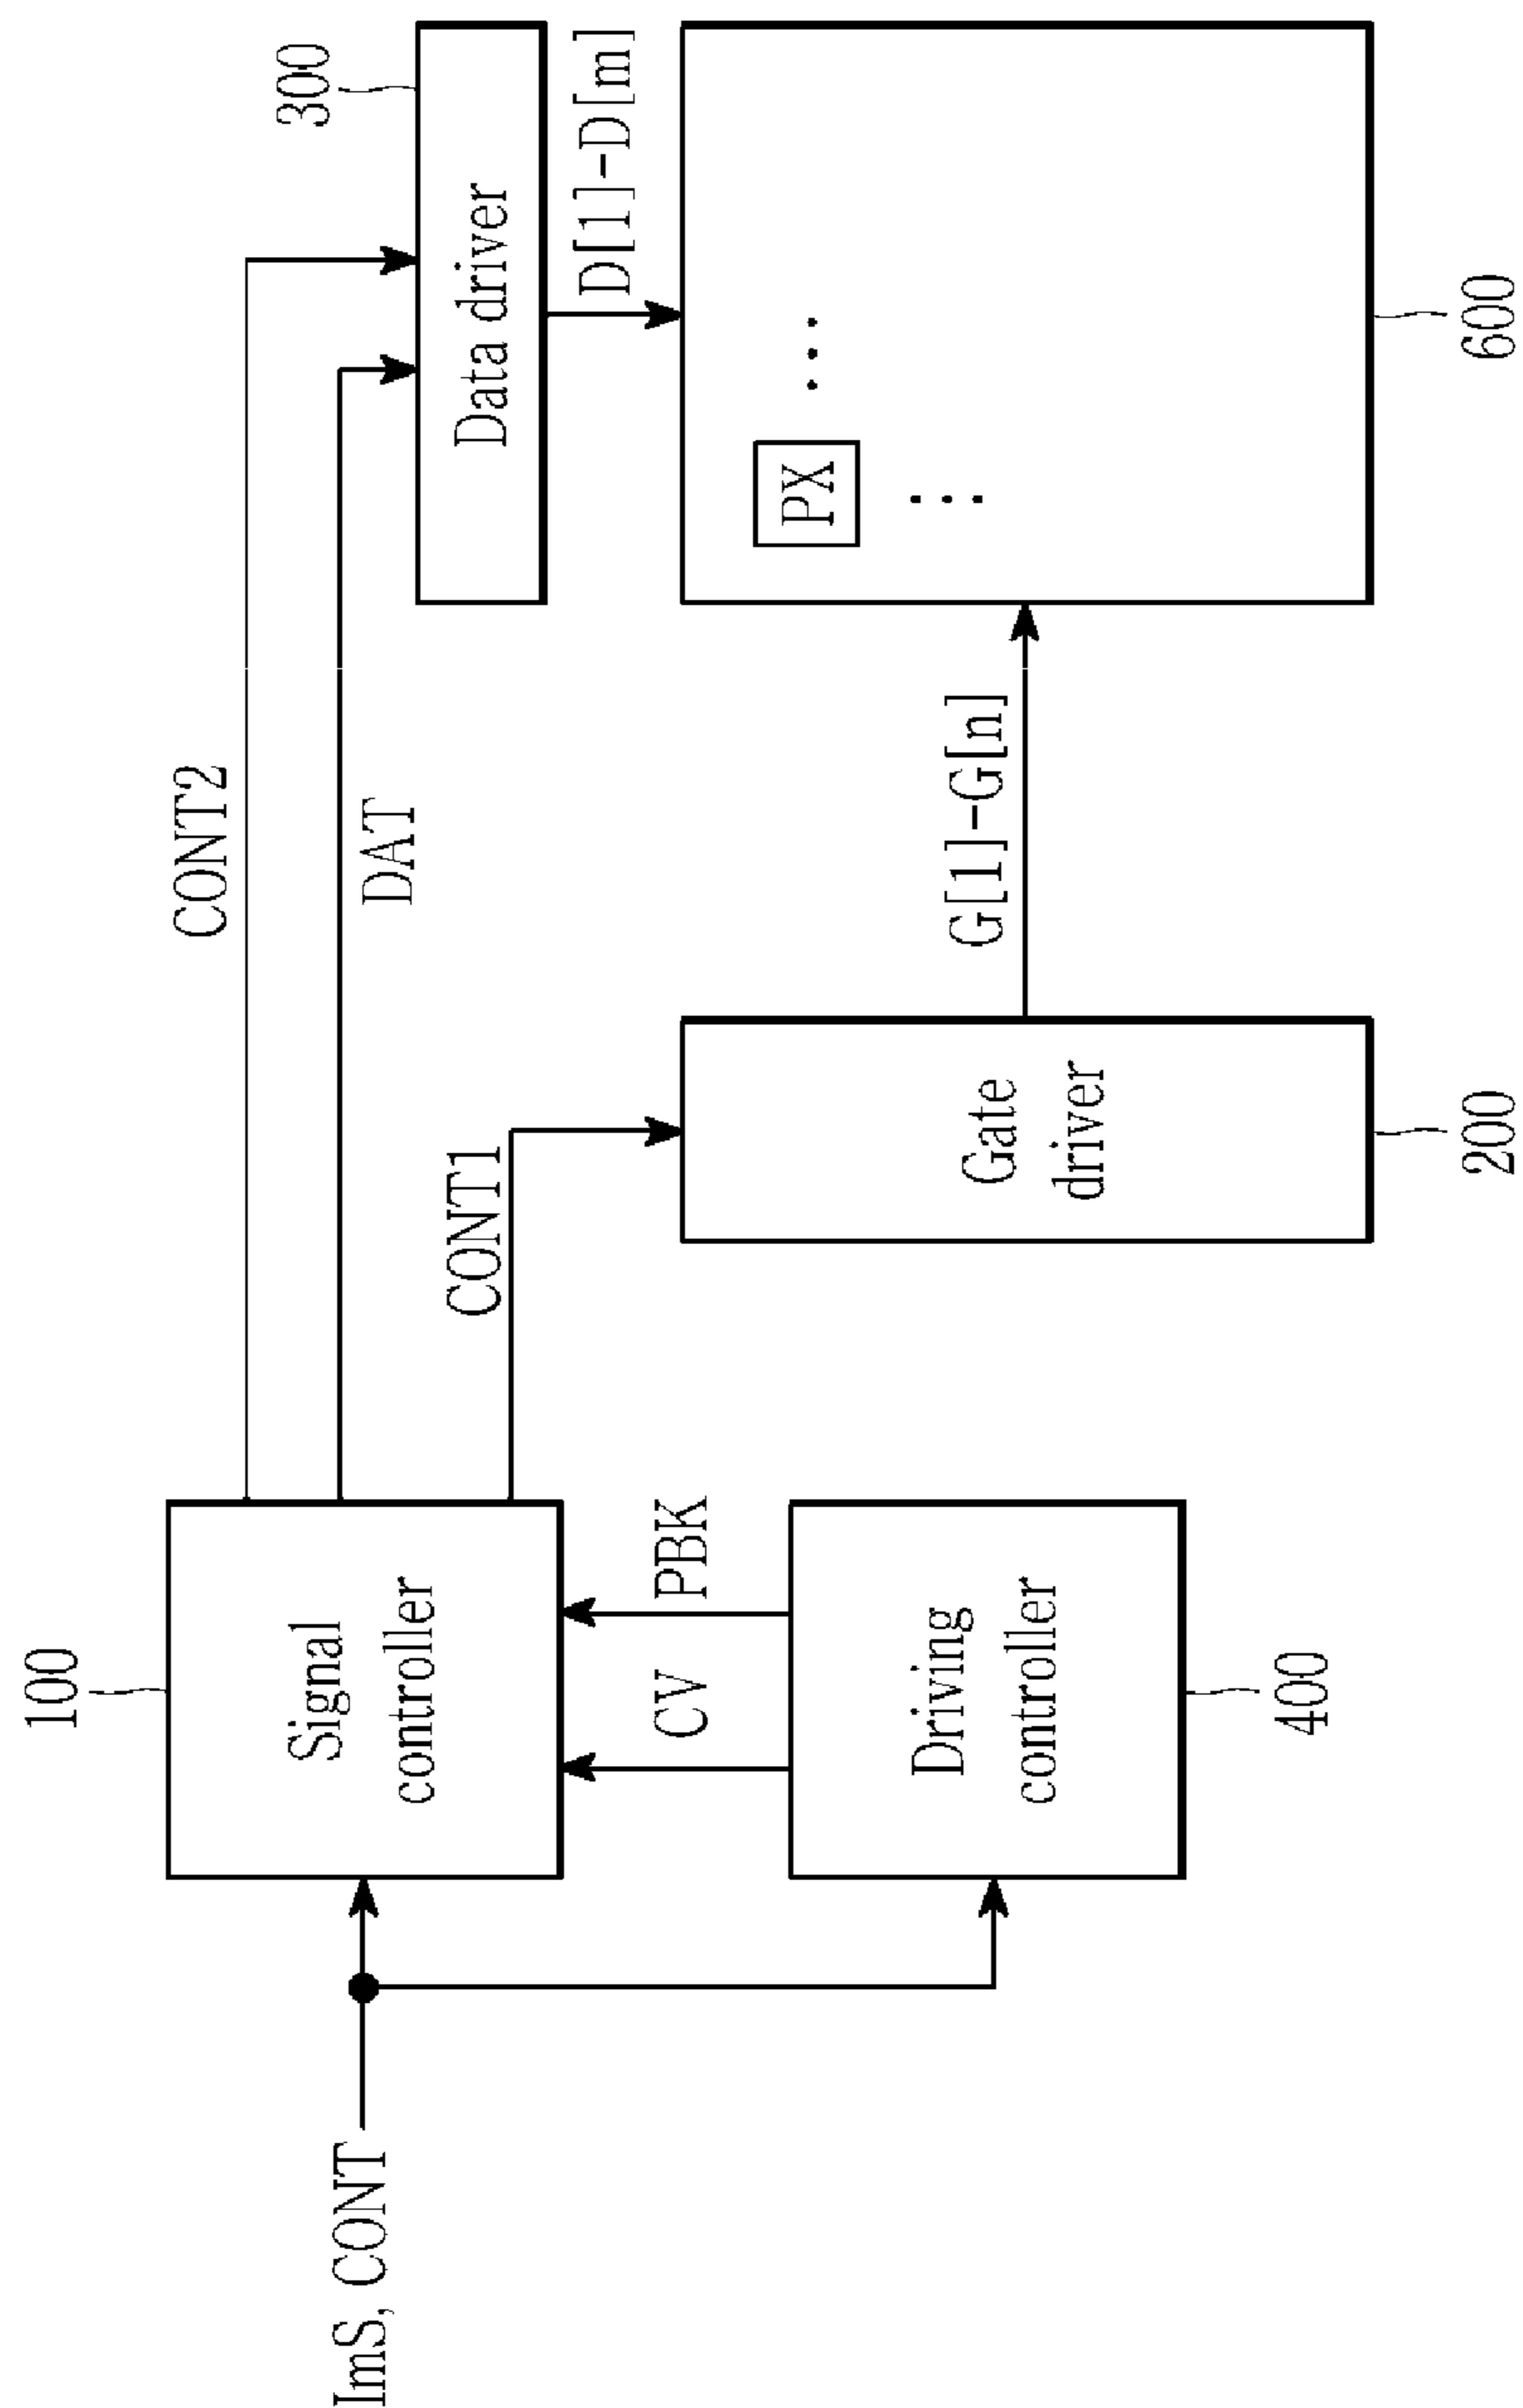 100
CONT2
300
ImS, CONT
Signal
controller
DAT
Data driver
CONT1
D[1]-D[m]
CV
PBK
PX
Driving
controller
Gate
driver
G[1]-G[n]
400
200
600